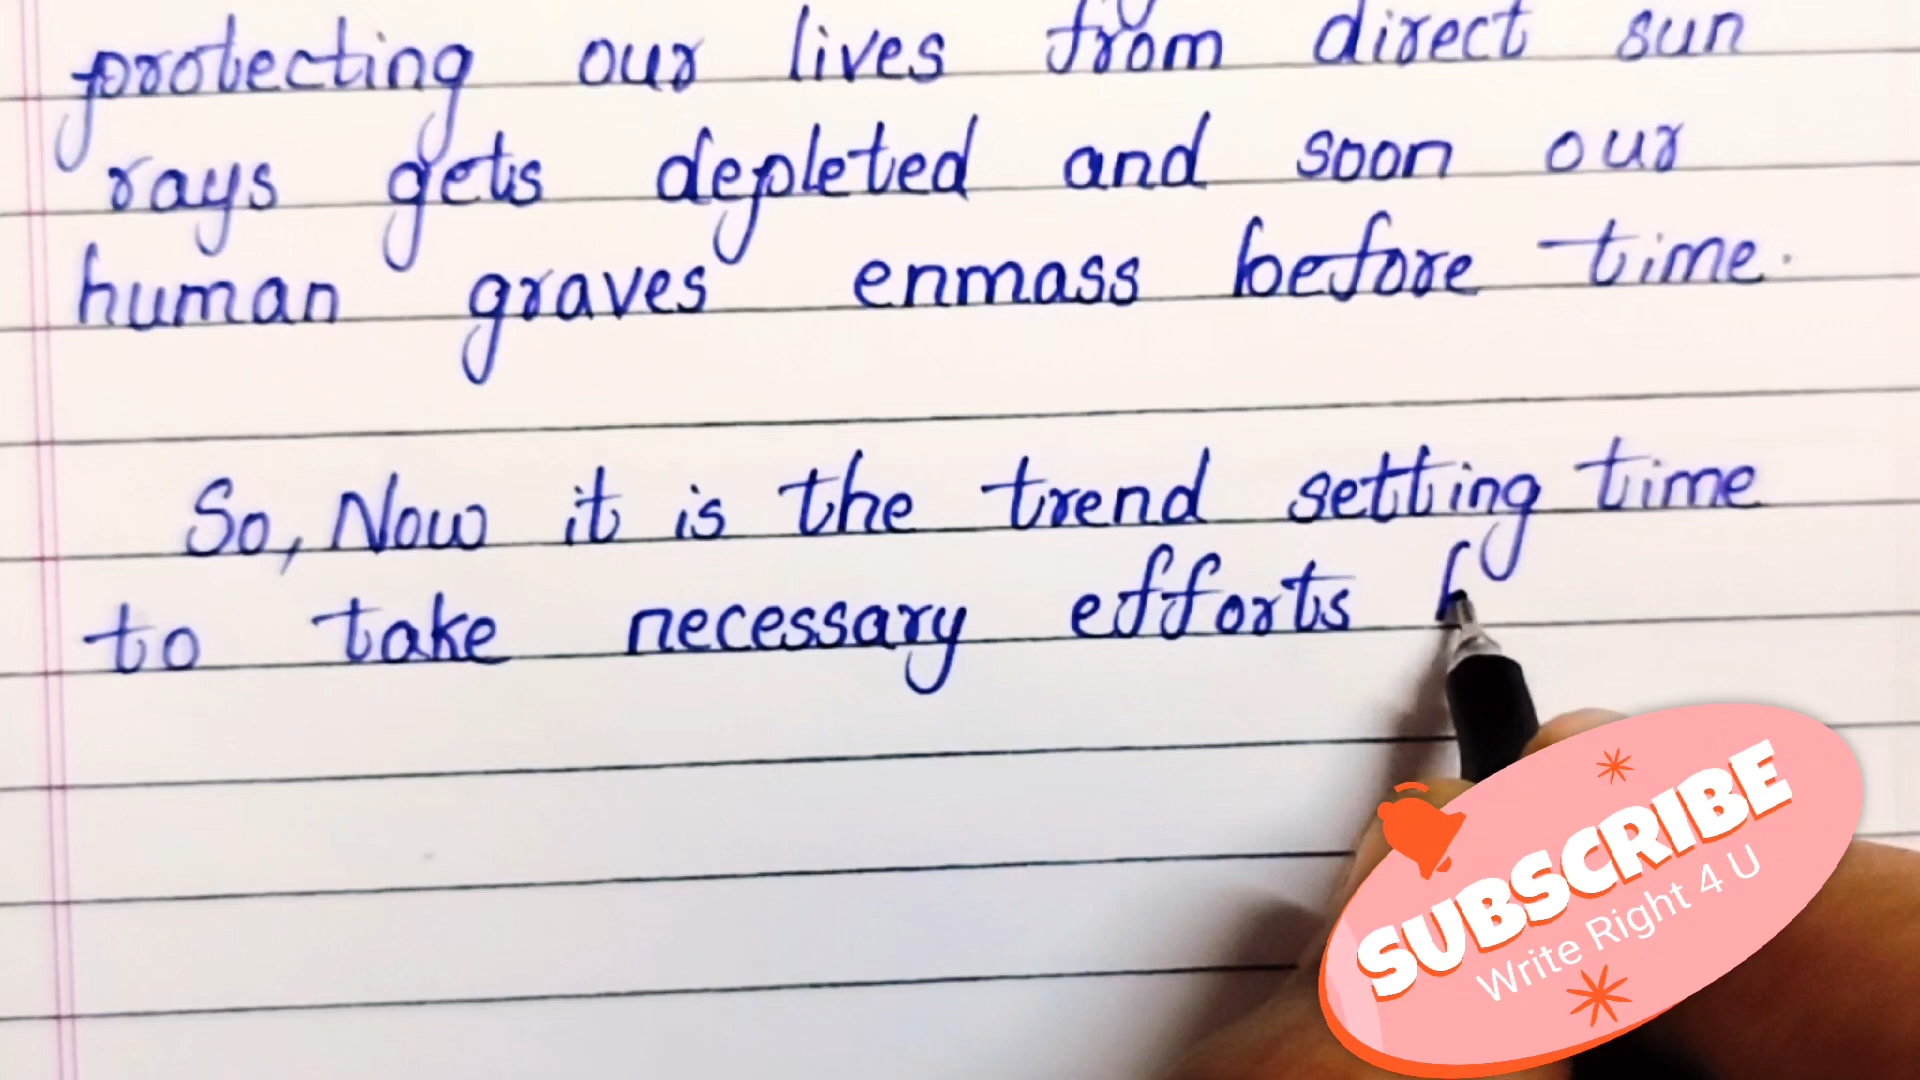 protecting our lives from direct sun
rays gets depleted and soon our
human graves enmass before time.
So, Now it is the trend setting time
to take necessary efforts
SUBSCRIBE
Write Right 4 U